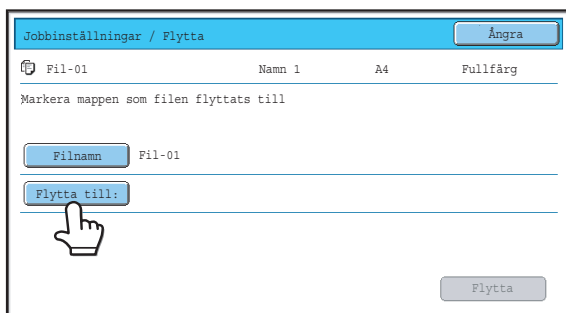 Jobbinställningar / Flytta Ångra
Fil-01 Namn 1 A4 Fullfärg
Markera mappen som filen flyttats till
Filnamn Fil-01
Flytta till:
Flytta